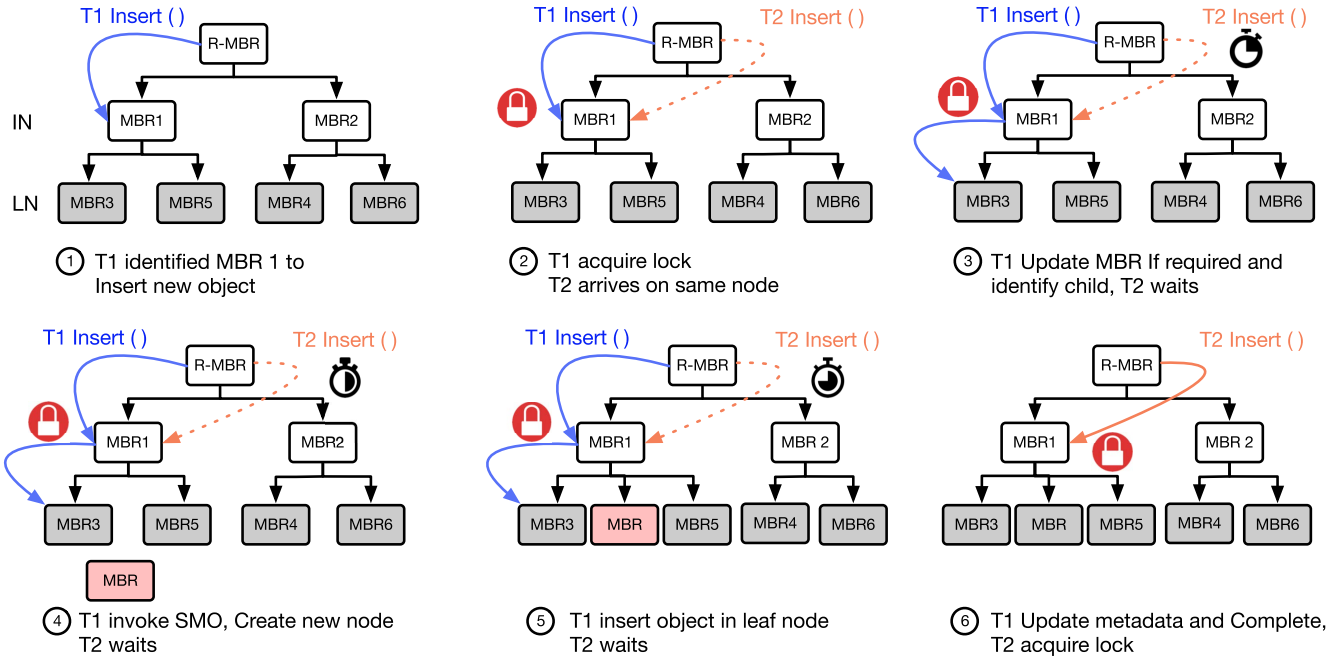 T1 Insert ( )
R-MBR
IN
MBR1
MBR2
LN
MBR3
MBR5
MBR4
MBR6
1
T1 identified MBR 1 to
Insert new object
T1 Insert ( )
T2 Insert ( )
R-MBR
MBR1
MBR2
MBR3
MBR5
MBR4
MBR6
2
T1 acquire lock
T2 arrives on same node
T1 Insert ( )
T2 Insert ( )
R-MBR
MBR1
MBR2
MBR3
MBR5
MBR4
MBR6
3
T1 Update MBR If required and
identify child, T2 waits
T1 Insert ( )
T2 Insert ( )
R-MBR
MBR1
MBR2
MBR3
MBR5
MBR4
MBR6
MBR
4
T1 invoke SMO, Create new node
T2 waits
T1 Insert ( )
T2 Insert ( )
R-MBR
MBR1
MBR 2
MBR3
MBR
MBR5
MBR4
MBR6
5
T1 insert object in leaf node
T2 waits
T2 Insert ( )
R-MBR
MBR1
MBR 2
MBR3
MBR
MBR5
MBR4
MBR6
6
T1 Update metadata and Complete,
T2 acquire lock